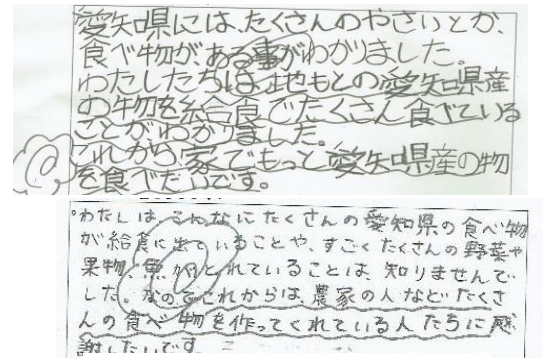 愛知県には、たくさんのやさいとか、
食べ物がある事がわかりました。
わたしたちは、地もとの愛知県産
の物を給食でたくさん食べている
ことがわかりました。
これから家でもっと愛知県産の物
を食べたいです。
わたしは、こんなにたくさんの愛知県の食べ物
が給食に出ていることや、すごくたくさんの野菜や
果物、魚がとれていることは、知りませんで
した。なのでこれからは、農家の人などたくさ
んの食べ物を作ってくれている人たちに感
謝したいです。